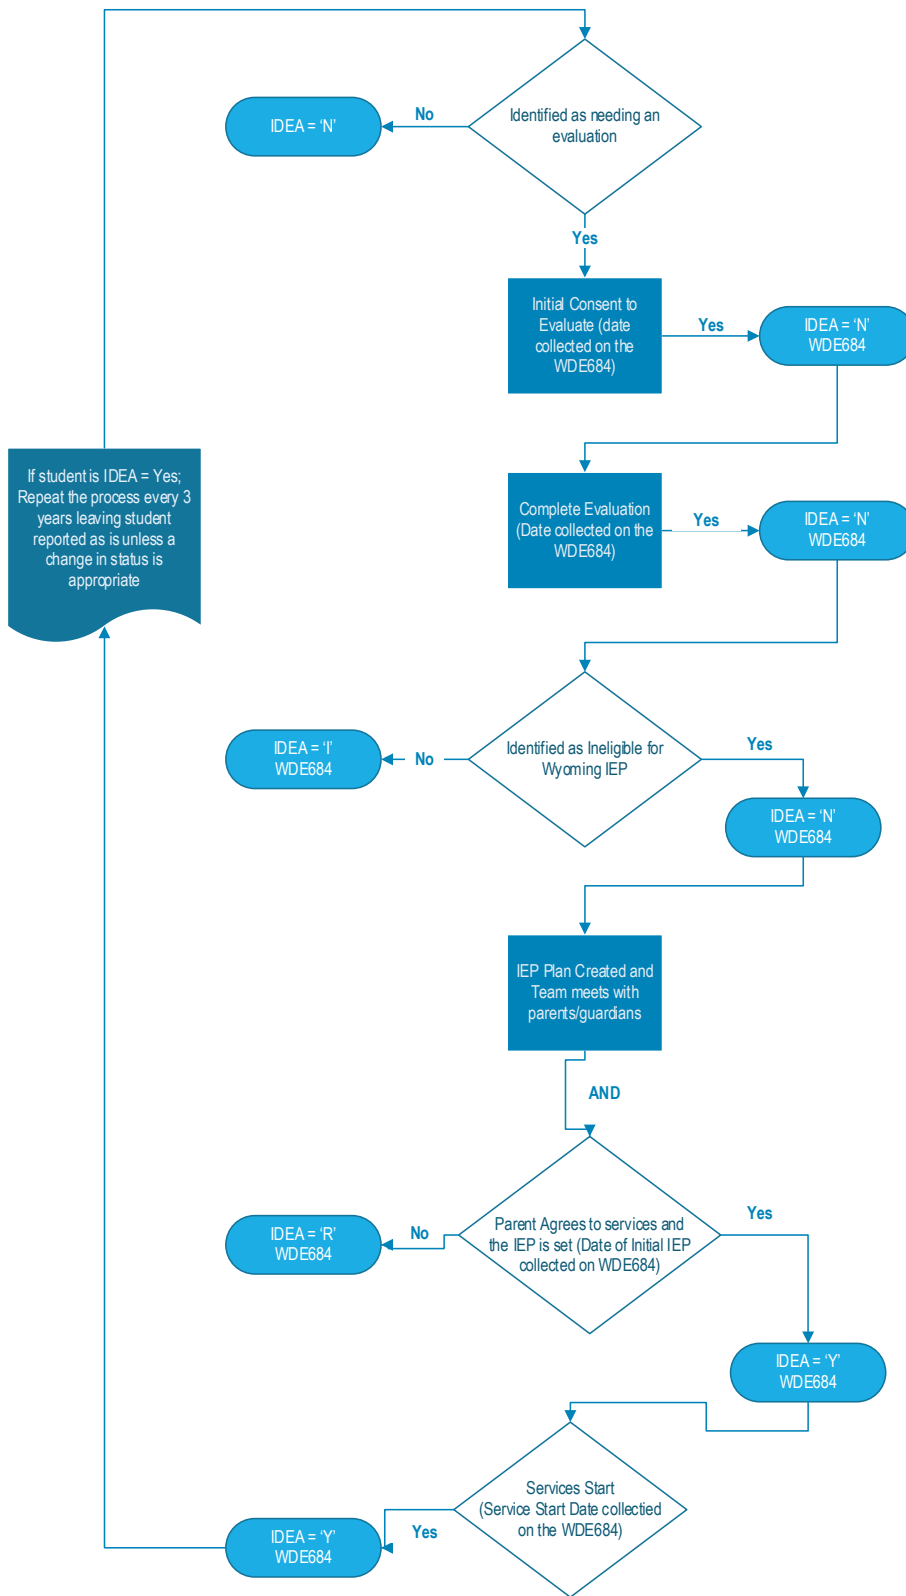 Identified as needing an
evaluation
No
IDEA = ‘N’
Yes
Initial Consent to
Evaluate (date
collected on the
WDE684)
Yes
IDEA = ‘N’
WDE684
If student is IDEA = Yes;
Repeat the process every 3
years leaving student
reported as is unless a
change in status is
appropriate
Complete Evaluation
(Date collected on the
WDE684)
Yes
IDEA = ‘N’
WDE684
Identified as Ineligible for
Wyoming IEP
No
IDEA = ‘I’
WDE684
Yes
IDEA = ‘N’
WDE684
IEP Plan Created and
Team meets with
parents/guardians
AND
Parent Agrees to services and
the IEP is set (Date of Initial IEP
collected on WDE684)
No
IDEA = ‘R’
WDE684
Yes
IDEA = ‘Y’
WDE684
Services Start
(Service Start Date collectied
on the WDE684)
Yes
IDEA = ‘Y’
WDE684